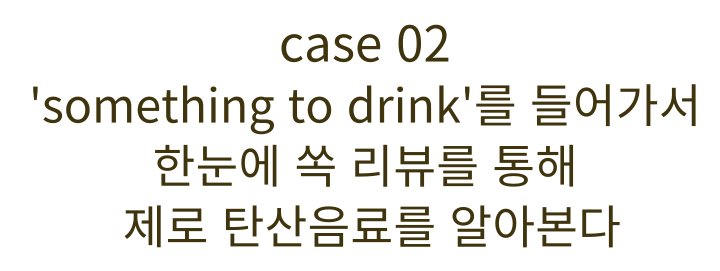 case 02
'something to drink'를 들어가서
한눈에 쏙 리뷰를 통해
제로 탄산음료를 알아본다